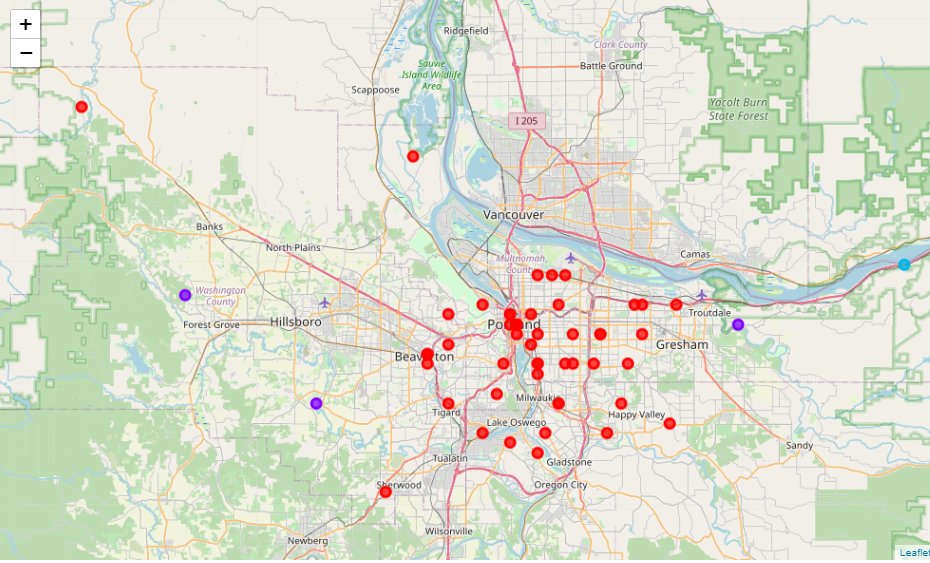 +
−
Ridgefield
Clark County
Battle Ground
Sauvie
Island Wildlife
Area
Scappoose
Yacolt Burn
State Forest
I 205
Vancouver
Banks
North Plains
Multnomah
County
Camas
Washington
County
Forest Grove
Hillsboro
Portland
Troutdale
Gresham
Beaverton
Milwaukie
Tigard
Lake Oswego
Happy Valley
Sandy
Tualatin
Gladstone
Sherwood
Oregon City
Wilsonville
Newberg
Leaflet